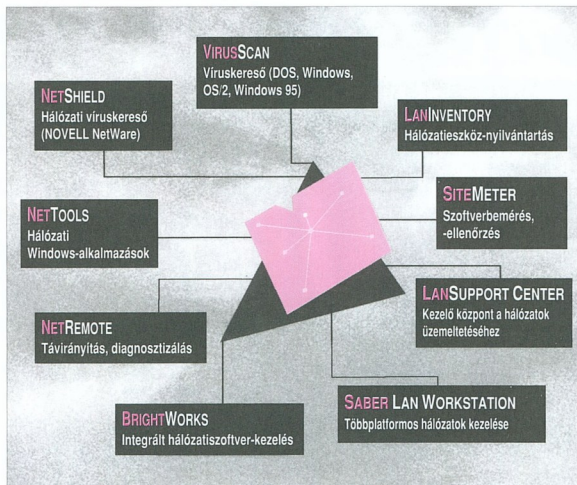 VIRUSSCAN
Víruskereső (DOS, Windows,
OS/2, Windows 95)
NETSHIELD
Hálózati víruskereső
(NOVELL NetWare)
LANINVENTORY
Hálózatieszköz-nyilvántartás
SITEMETER
Szoftverbemérés,
-ellenőrzés
NETTOOLS
Hálózati
Windows-alkalmazások
LANSUPPORT CENTER
Kezelő központ a hálózatok
üzemeltetéséhez
NETREMOTE
Távirányítás, diagnosztizálás
SABER LAN WORKSTATION
Többplatformos hálózatok kezelése
BRIGHTWORKS
Integrált hálózatiszoftver-kezelés